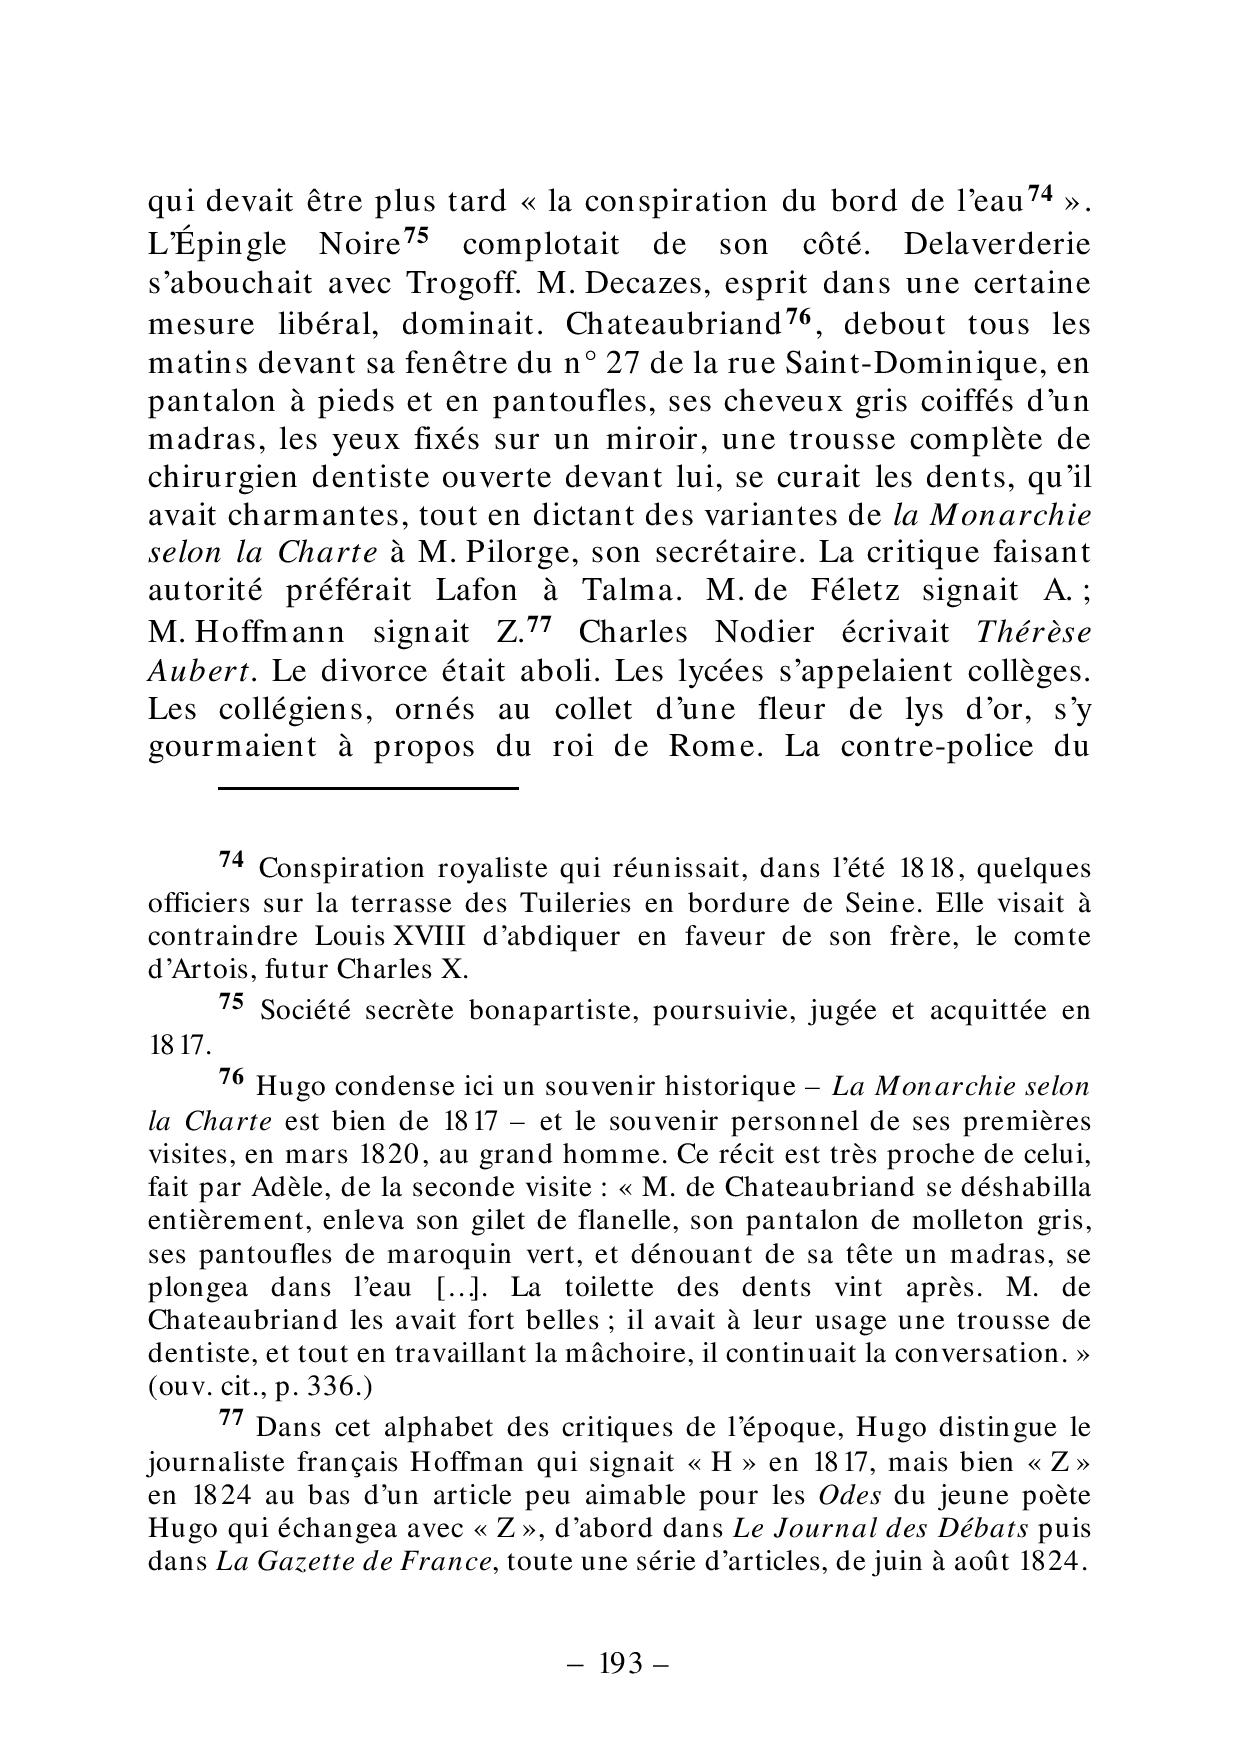 qui devait être plus tard « la conspiration du bord de l’eau74 ».
L’Épingle Noire75 complotait de son côté. Delaverderie
s’abouchait avec Trogoff. M. Decazes, esprit dans une certaine
mesure libéral, dominait. Chateaubriand76, debout tous les
matins devant sa fenêtre du n° 27 de la rue Saint-Dominique, en
pantalon à pieds et en pantoufles, ses cheveux gris coiffés d’un
madras, les yeux fixés sur un miroir, une trousse complète de
chirurgien dentiste ouverte devant lui, se curait les dents, qu’il
avait charmantes, tout en dictant des variantes de la Monarchie
selon la Charte à M. Pilorge, son secrétaire. La critique faisant
autorité préférait Lafon à Talma. M. de Féletz signait A. ;
M. Hoffmann signait Z.77 Charles Nodier écrivait Thérèse
Aubert. Le divorce était aboli. Les lycées s’appelaient collèges.
Les collégiens, ornés au collet d’une fleur de lys d’or, s’y
gourmaient à propos du roi de Rome. La contre-police du
74 Conspiration royaliste qui réunissait, dans l’été 1818, quelques
officiers sur la terrasse des Tuileries en bordure de Seine. Elle visait à
contraindre Louis XVIII d’abdiquer en faveur de son frère, le comte
d’Artois, futur Charles X.
75 Société secrète bonapartiste, poursuivie, jugée et acquittée en
1817.
76 Hugo condense ici un souvenir historique – La Monarchie selon
la Charte est bien de 1817 – et le souvenir personnel de ses premières
visites, en mars 1820, au grand homme. Ce récit est très proche de celui,
fait par Adèle, de la seconde visite : « M. de Chateaubriand se déshabilla
entièrement, enleva son gilet de flanelle, son pantalon de molleton gris,
ses pantoufles de maroquin vert, et dénouant de sa tête un madras, se
plongea dans l’eau […]. La toilette des dents vint après. M. de
Chateaubriand les avait fort belles ; il avait à leur usage une trousse de
dentiste, et tout en travaillant la mâchoire, il continuait la conversation. »
(ouv. cit., p. 336.)
77 Dans cet alphabet des critiques de l’époque, Hugo distingue le
journaliste français Hoffman qui signait « H » en 1817, mais bien « Z »
en 1824 au bas d’un article peu aimable pour les Odes du jeune poète
Hugo qui échangea avec « Z », d’abord dans Le Journal des Débats puis
dans La Gazette de France, toute une série d’articles, de juin à août 1824.
– 193 –